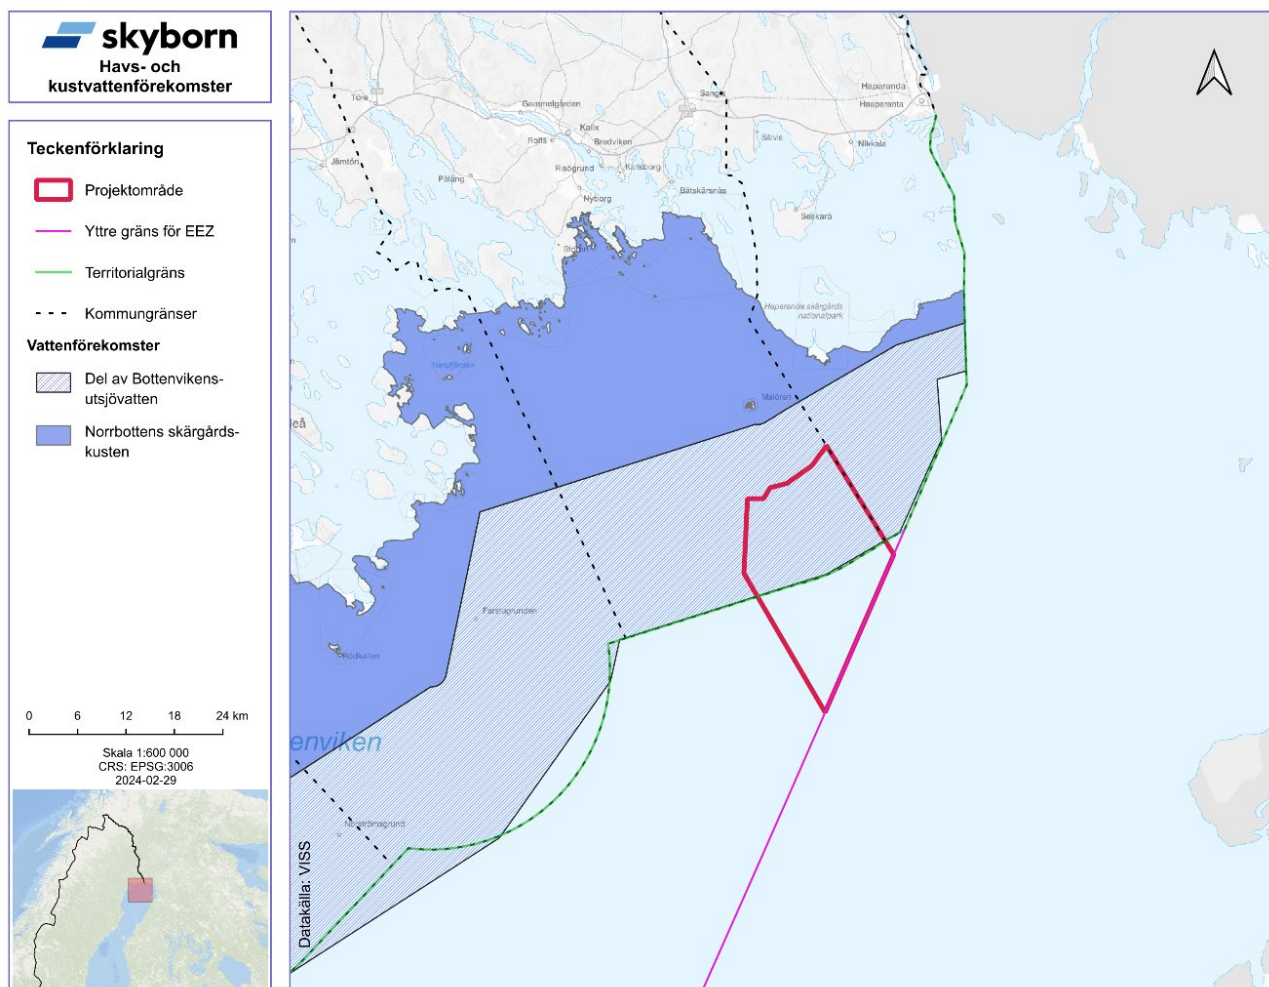 skyborn
Havs- och
kustvattenförekomster
Teckenförklaring
Projektområde
Yttre gräns för EEZ
Territorialgräns
Kommungränser
Vattenförekomster
Del av Bottenvikens-
utsjövatten
Norrbottens skärgårds-
kusten
0 6 12 18 24 km
Skala 1:600 000
CRS: EPSG:3006
2024-02-29
Datakälla: VISS
Töre
Gammelgården
Kalix
Rolfs
Bredviken
Sangis
Haparanda
Haaparanta
Säivis
Nikkala
Jämtön
Påläng
Risögrund
Karlsborg
Nyborg
Båtskärsnäs
Seskarö
Haparanda skärgårds
nationalpark
Malören
Farstugrunden
Rödkallen
enviken
Norströmsgrund